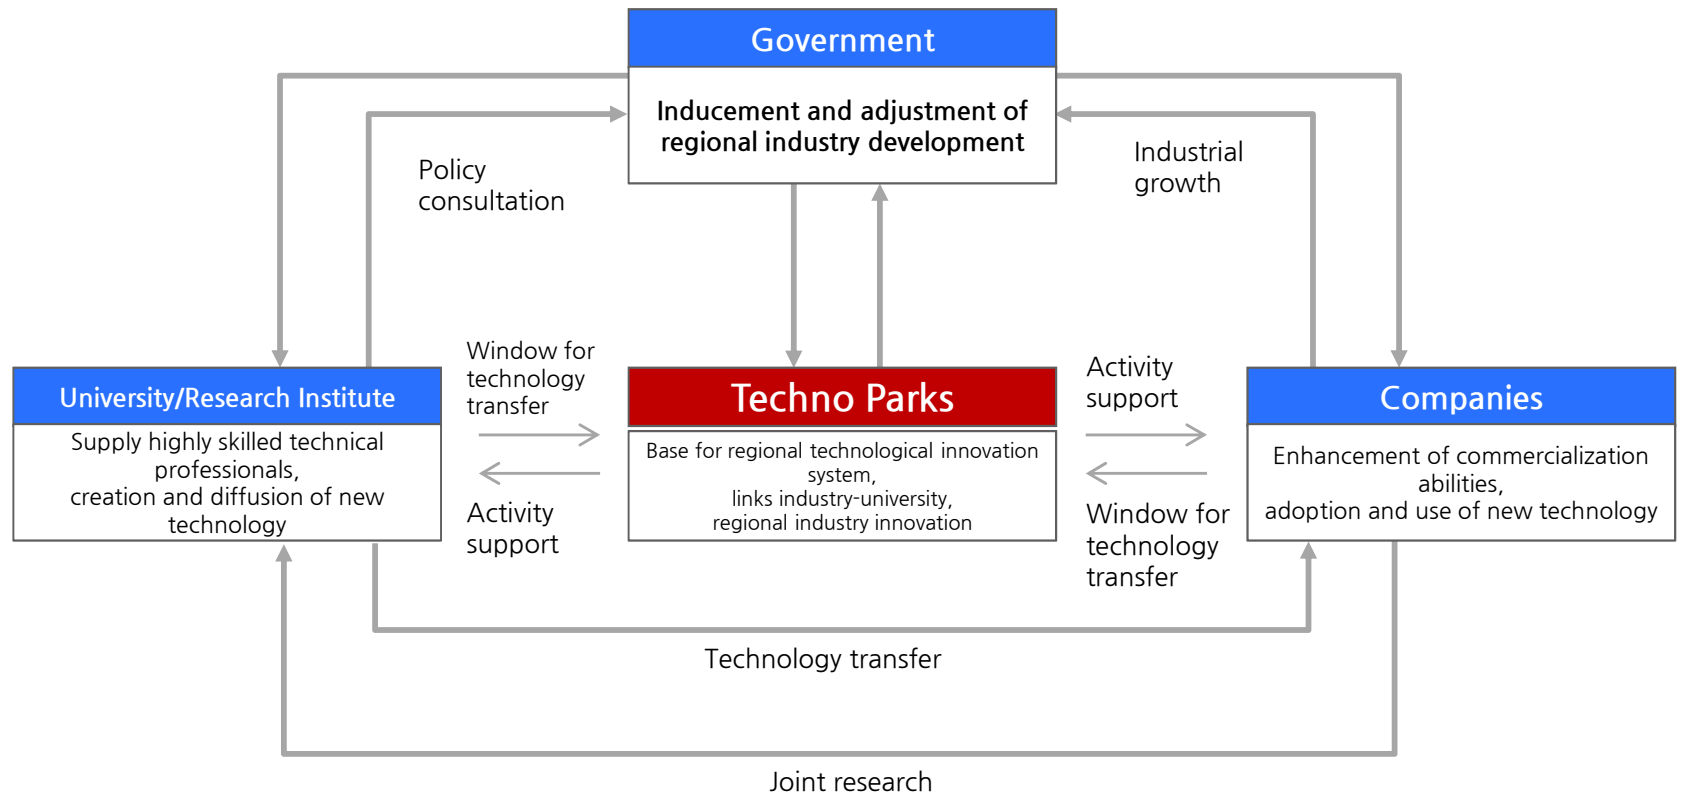 Government
Inducement and adjustment of
regional industry development
Policy
consultation
Industrial
growth
Window for
technology
transfer
Activity
support
University/Research Institute
Supply highly skilled technical
professionals,
creation and diffusion of new
technology
Activity
support
Techno Parks
Base for regional technological innovation
system,
links industry-university,
regional industry innovation
Window for
technology
transfer
Companies
Enhancement of commercialization
abilities,
adoption and use of new technology
Technology transfer
Joint research